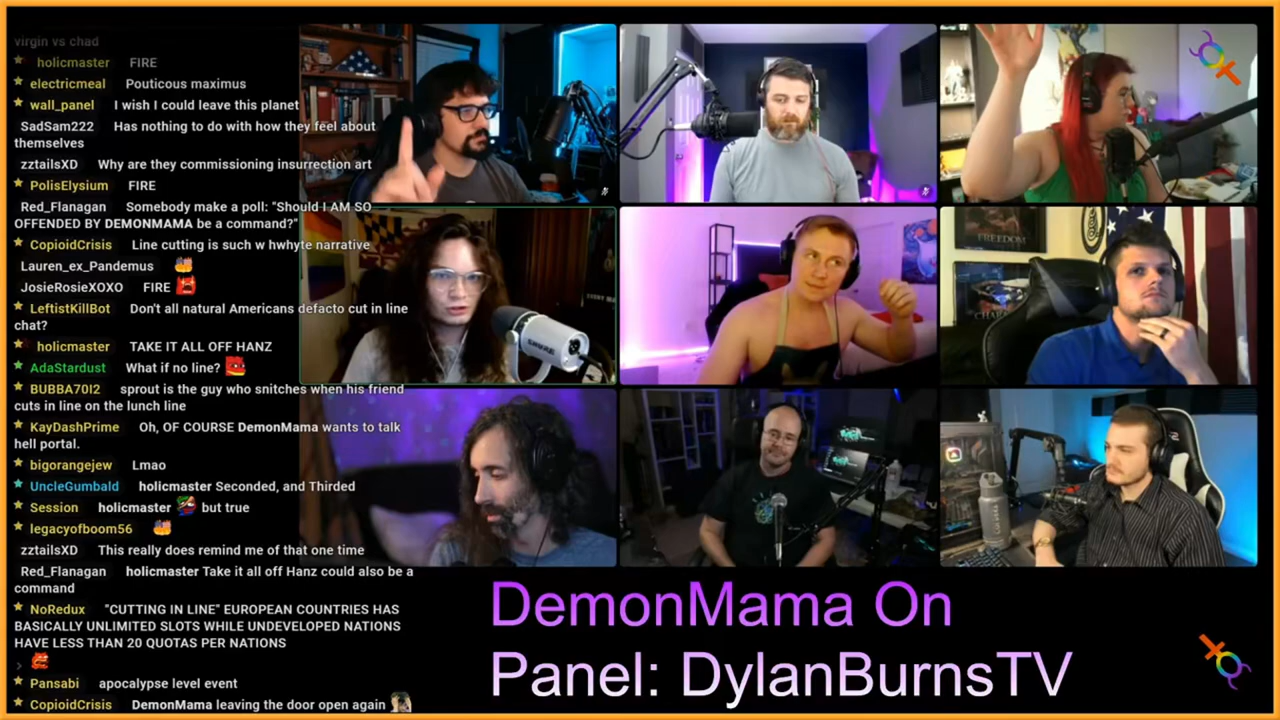 virgin vs chad
holicmaster FIRE
electricmeal Pouticous maximus
wall_panel I wish I could leave this planet
SadSam222 Has nothing to do with how they feel about
themselves
zztailsXD Why are they commissioning insurrection art
PolisElysium FIRE
Red_Flanagan Somebody make a poll: "Should I AM SO
OFFENDED BY DEMONMAMA be a command?"
CopioidCrisis Line cutting is such w hwhyte narrative
Lauren_ex_Pandemus
JosieRosieXOXO FIRE
LeftistKillBot Don't all natural Americans defacto cut in line
chat?
holicmaster TAKE IT ALL OFF HANZ
AdaStardust What if no line?
BUBBA70I2 sprout is the guy who snitches when his friend
cuts in line on the lunch line
KayDashPrime Oh, OF COURSE DemonMama wants to talk
hell portal.
bigorangejew Lmao
UncleGumbald holicmaster Seconded, and Thirded
Session holicmaster but true
legacyofboom56
zztailsXD This really does remind me of that one time
Red_Flanagan holicmaster Take it all off Hanz could also be a
command
NoRedux "CUTTING IN LINE" EUROPEAN COUNTRIES HAS
BASICALLY UNLIMITED SLOTS WHILE UNDEVELOPED NATIONS
HAVE LESS THAN 20 QUOTAS PER NATIONS
Pansabi apocalypse level event
CopioidCrisis DemonMama leaving the door open again
FREEDOM
SHURE
DemonMama On
Panel: DylanBurnsTV